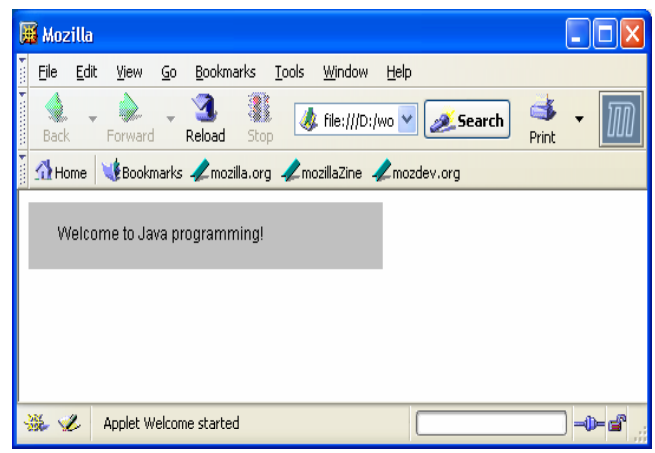 Mozilla
File Edit View Go Bookmarks Tools Window Help
Back Forward Reload Stop file:///D:/wo Search Print
Home Bookmarks mozilla.org mozillaZine mozdev.org
Welcome to Java programming!
Applet Welcome started